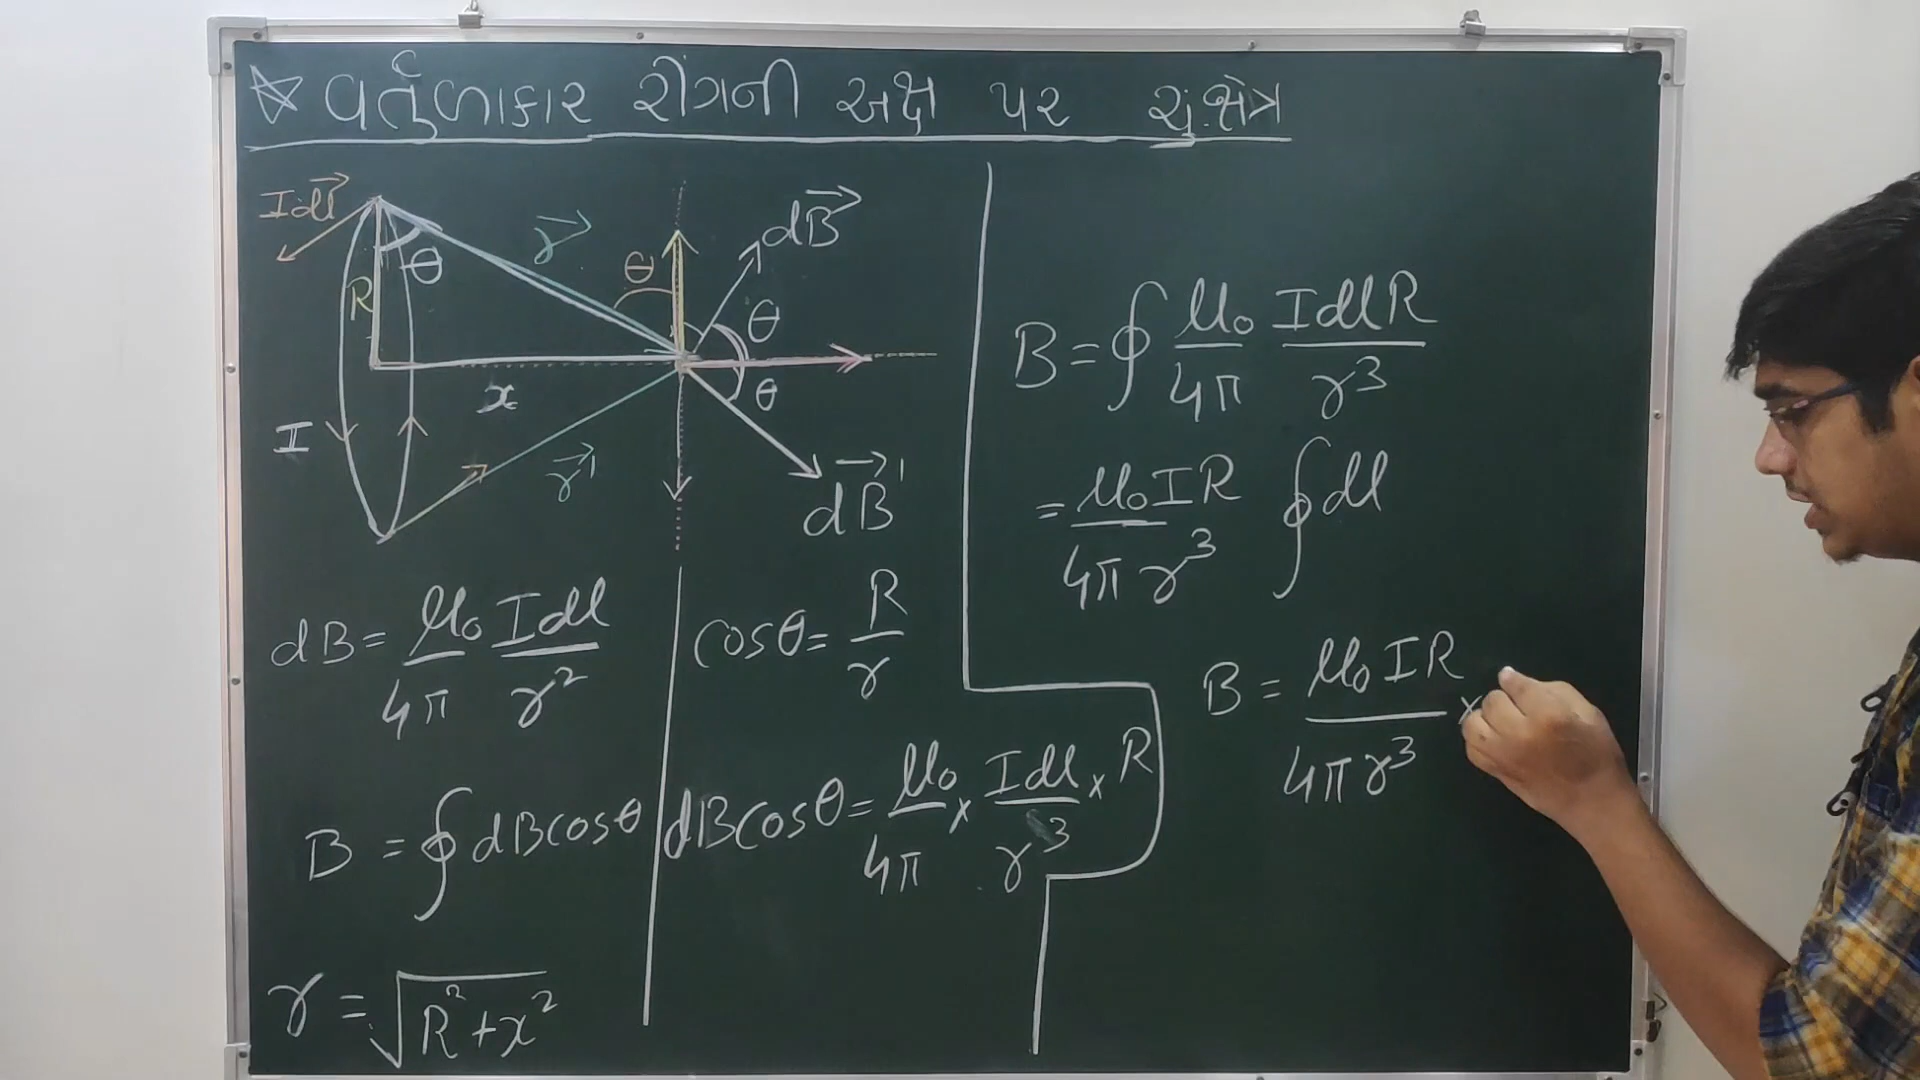 વર્તુળાકાર રીંગની અક્ષ પર ચું.ક્ષેત્ર
Idl⃗
θ
R
r⃗
θ
dB⃗
θ
θ
x
I
r⃗'
dB⃗'
dB = μ₀/4π Idl/r²
B = ∮ dBcosθ
r = √(R²+x²)
cosθ = R/r
dBcosθ = μ₀/4π × Idl/r³ × R
B = ∮ μ₀/4π IdlR/r³
= μ₀IR/4πr³ ∮ dl
B = μ₀IR/4πr³ ×